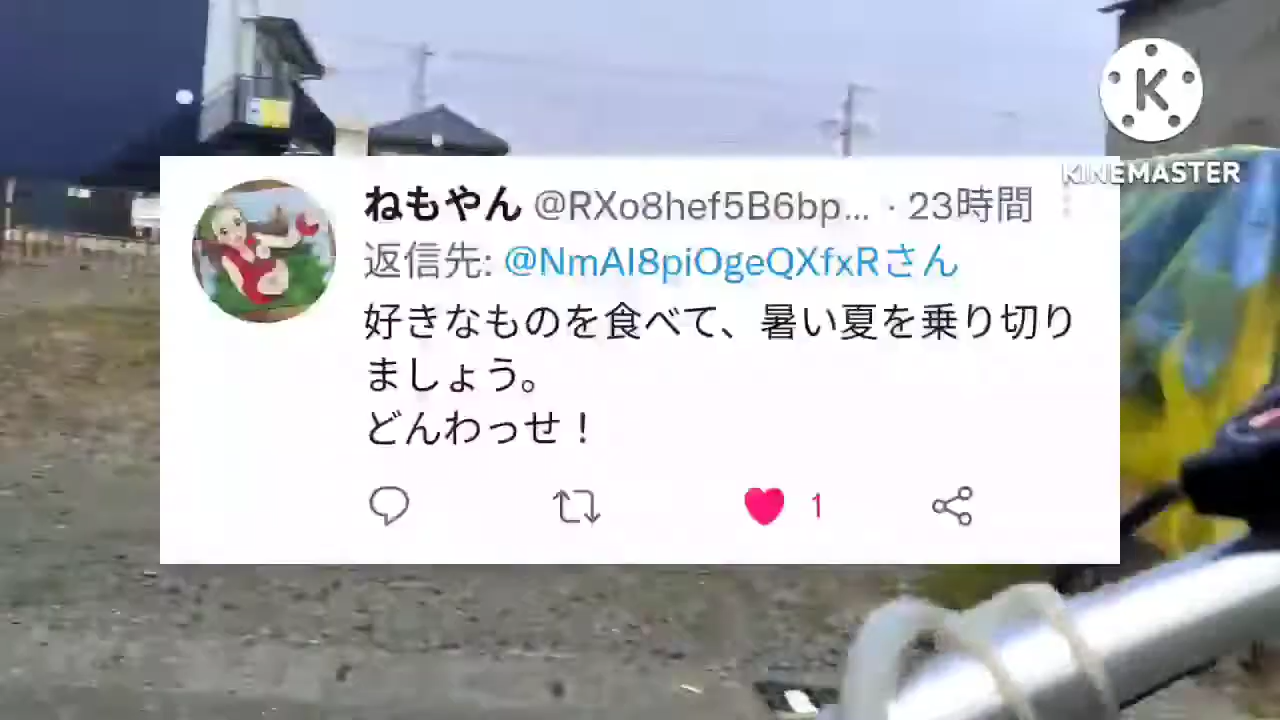 K
KINEMASTER
ねもやん @RXo8hef5B6bp... · 23時間
返信先: @NmAI8piOgeQXfxRさん
好きなものを食べて、暑い夏を乗り切り
ましょう。
どんわっせ！
1